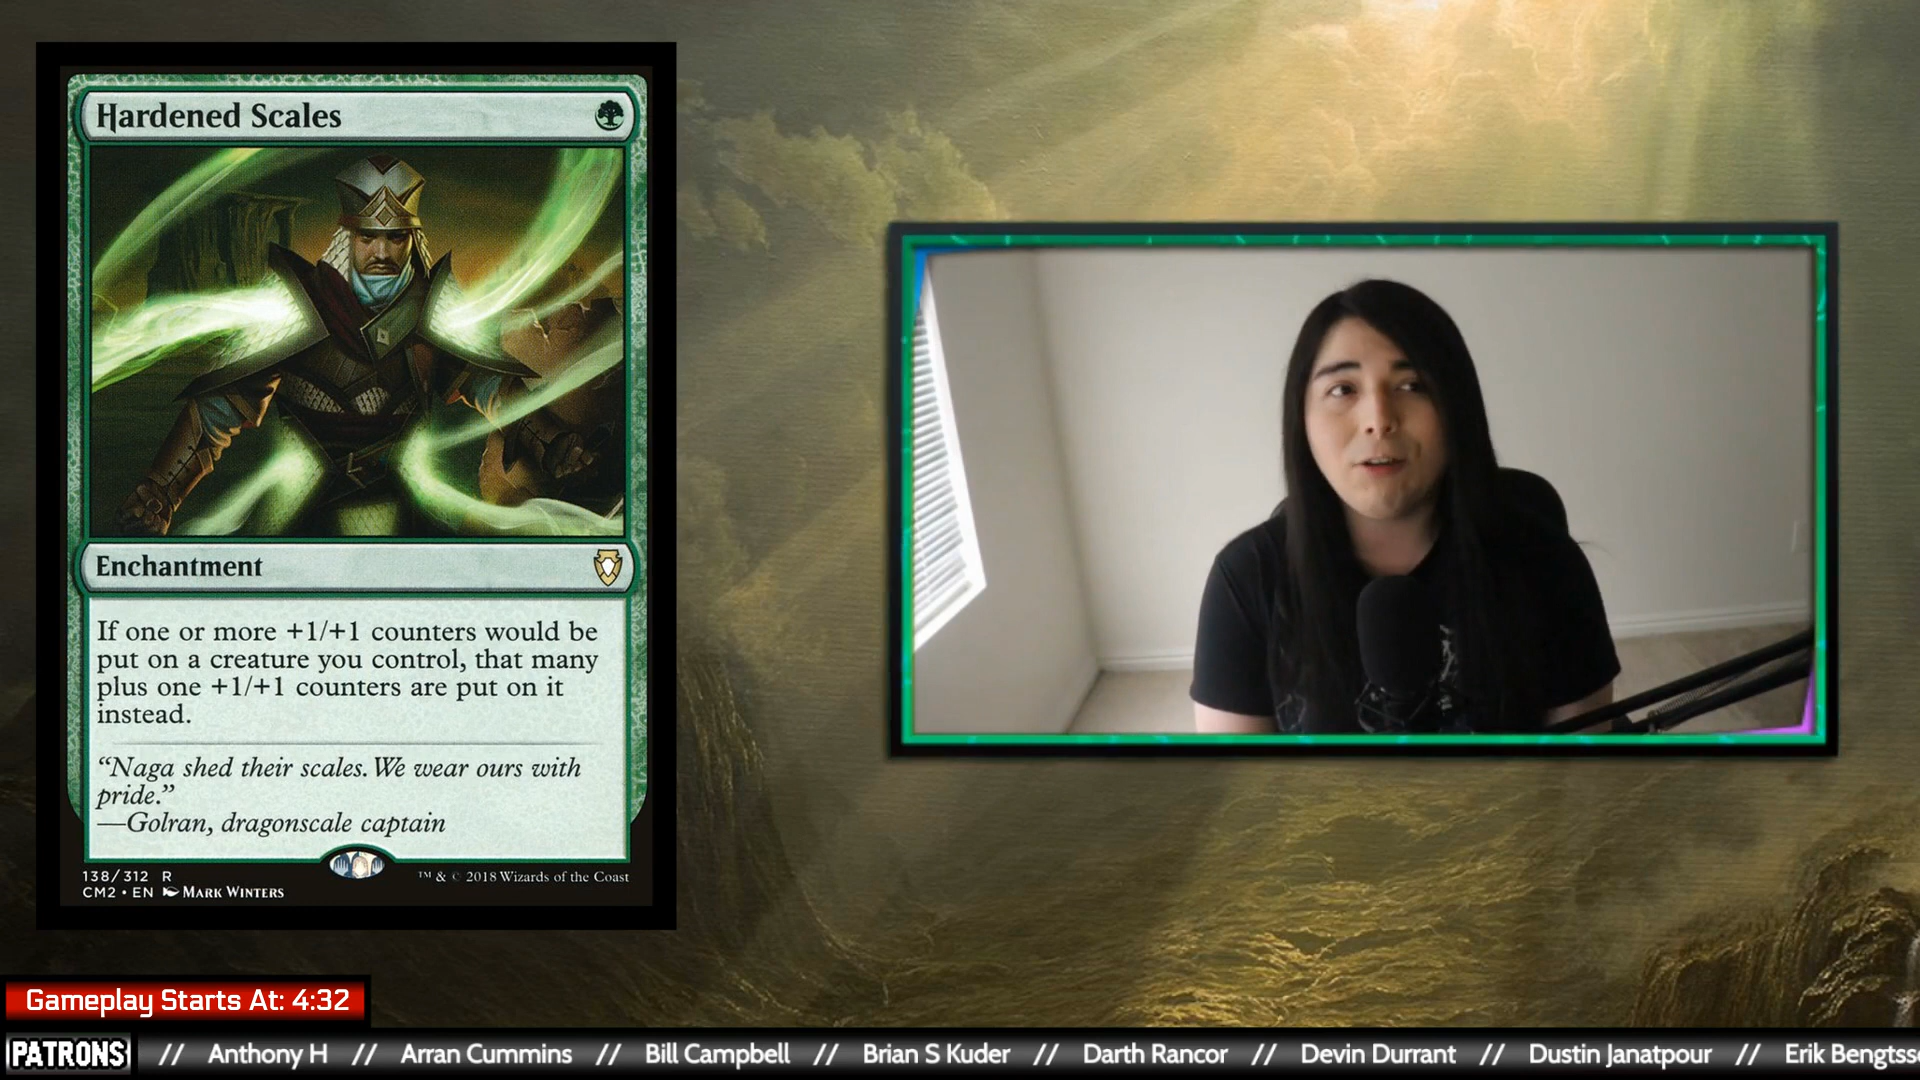 Hardened Scales
Enchantment
If one or more +1/+1 counters would be
put on a creature you control, that many
plus one +1/+1 counters are put on it
instead.
“Naga shed their scales. We wear ours with
pride.”
—Golran, dragonscale captain
138/312 R
CM2 • EN MARK WINTERS
™ & © 2018 Wizards of the Coast
Gameplay Starts At: 4:32
PATRONS // Anthony H // Arran Cummins // Bill Campbell // Brian S Kuder // Darth Rancor // Devin Durrant // Dustin Janatpour // Erik